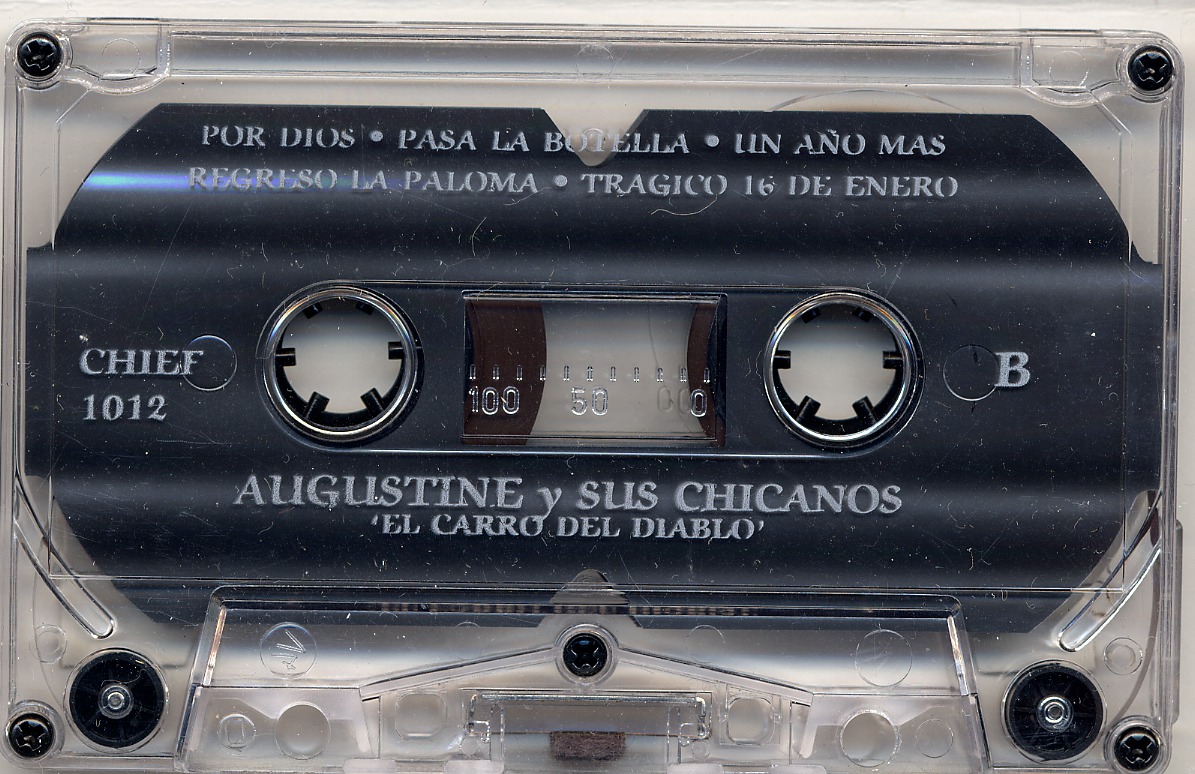 POR DIOS • PASA LA BOTELLA • UN AÑO MAS
REGRESO LA PALOMA • TRAGICO 16 DE ENERO
CHIEF
1012
100 50 0
B
AUGUSTINE y SUS CHICANOS
'EL CARRO DEL DIABLO'